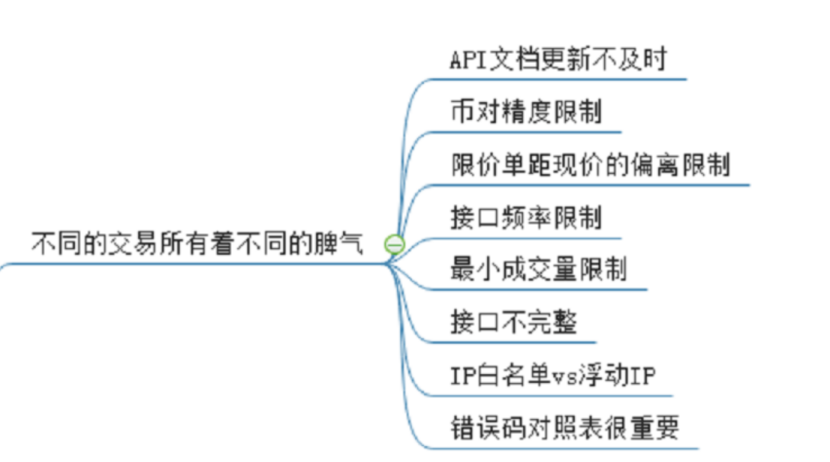 API文档更新不及时
币对精度限制
限价单距现价的偏离限制
接口频率限制
不同的交易所有着不同的脾气
最小成交量限制
接口不完整
IP白名单vs浮动IP
错误码对照表很重要